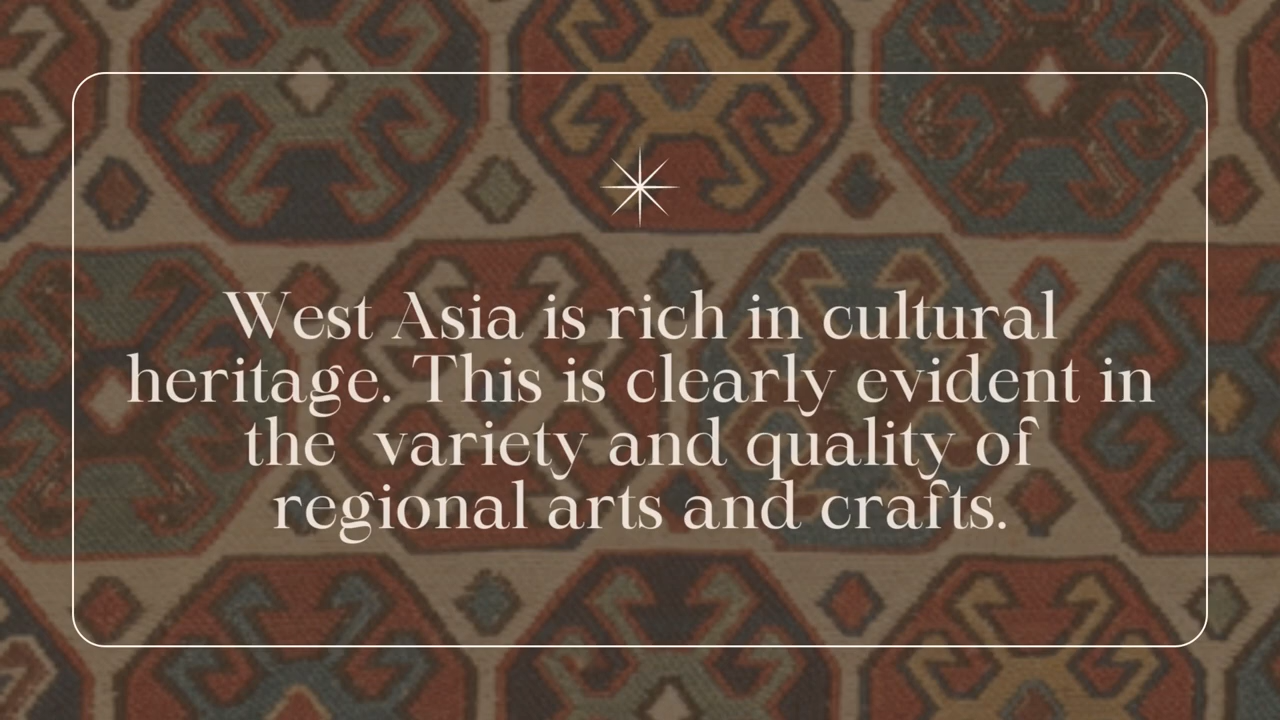 West Asia is rich in cultural
heritage. This is clearly evident in
the  variety and quality of
regional arts and crafts.